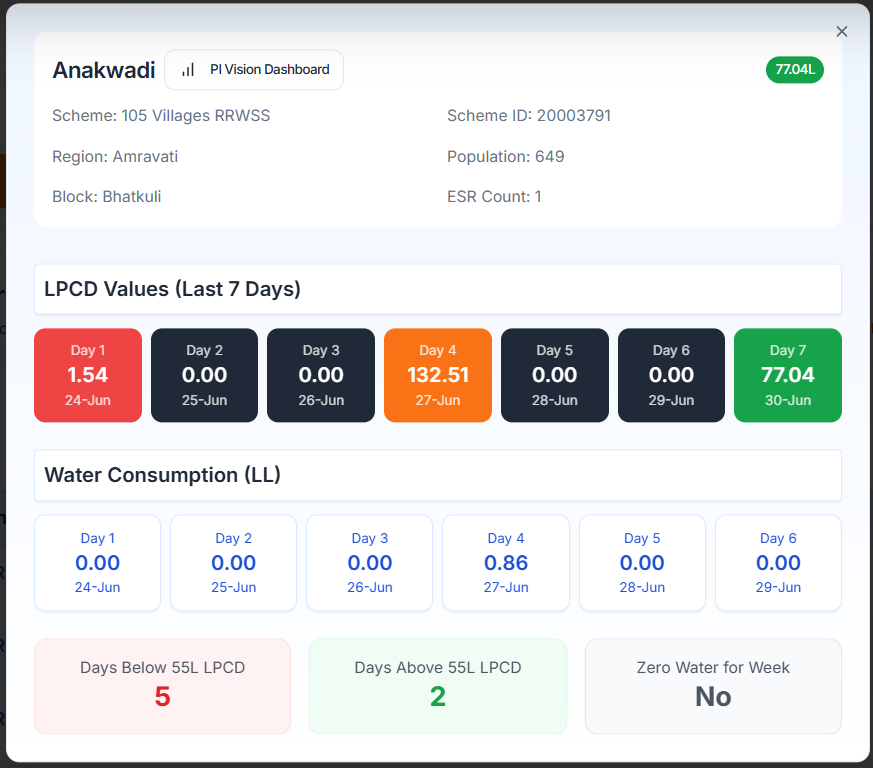 Anakwadi
PI Vision Dashboard
77.04L
Scheme: 105 Villages RRWSS
Scheme ID: 20003791
Region: Amravati
Population: 649
Block: Bhatkuli
ESR Count: 1
LPCD Values (Last 7 Days)
Day 1
1.54
24-Jun
Day 2
0.00
25-Jun
Day 3
0.00
26-Jun
Day 4
132.51
27-Jun
Day 5
0.00
28-Jun
Day 6
0.00
29-Jun
Day 7
77.04
30-Jun
Water Consumption (LL)
Day 1
0.00
24-Jun
Day 2
0.00
25-Jun
Day 3
0.00
26-Jun
Day 4
0.86
27-Jun
Day 5
0.00
28-Jun
Day 6
0.00
29-Jun
Days Below 55L LPCD
5
Days Above 55L LPCD
2
Zero Water for Week
No